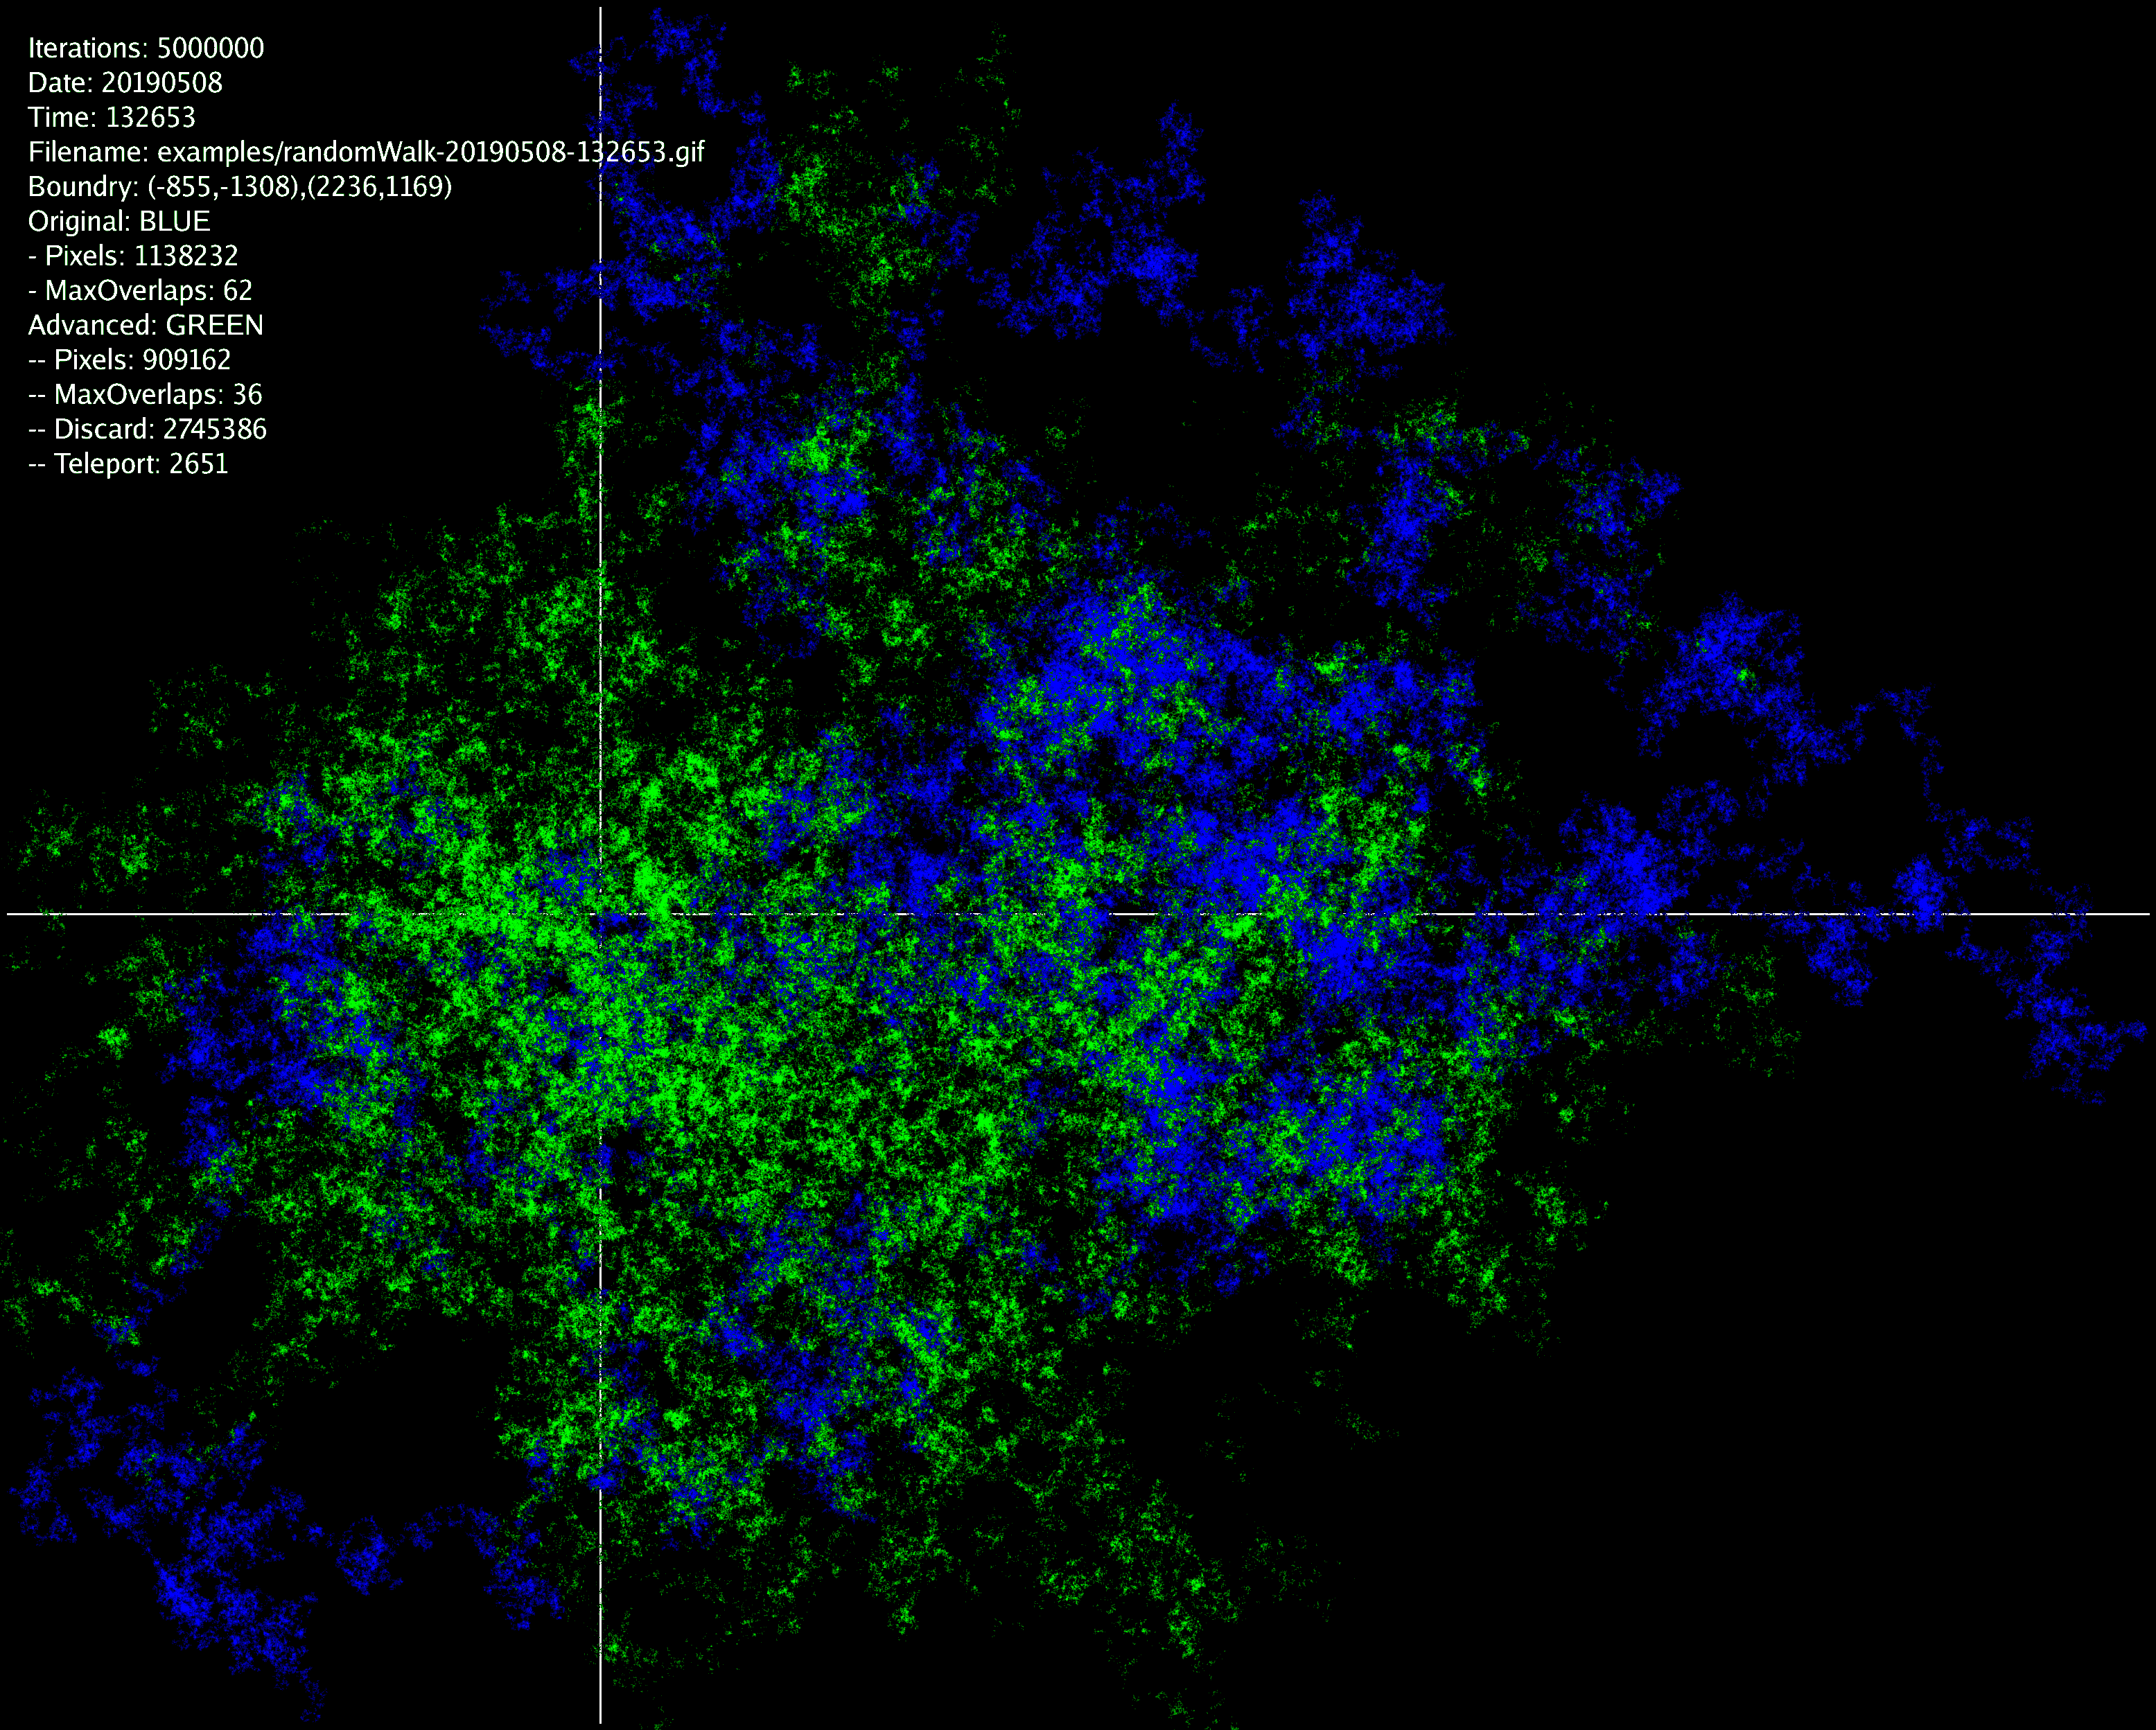 Iterations: 5000000
Date: 20190508
Time: 132653
Filename: examples/randomWalk-20190508-132653.gif
Boundry: (-855,-1308),(2236,1169)
Original: BLUE
- Pixels: 1138232
- MaxOverlaps: 62
Advanced: GREEN
-- Pixels: 909162
-- MaxOverlaps: 36
-- Discard: 2745386
-- Teleport: 2651